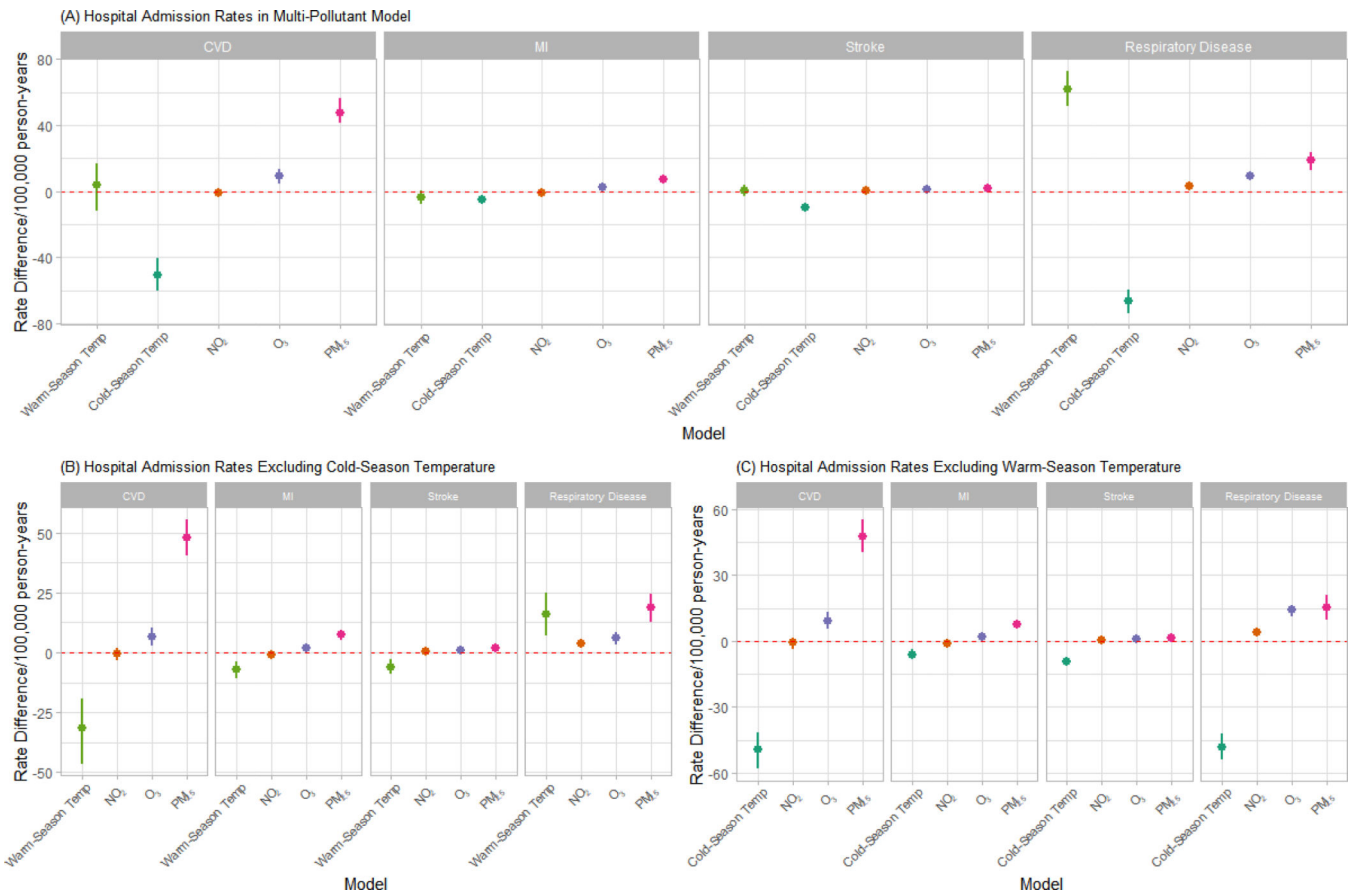 (A) Hospital Admission Rates in Multi-Pollutant Model
CVD
MI
Stroke
Respiratory Disease
Rate Difference/100,000 person-years
80
40
0
-40
-80
Warm-Season Temp
Cold-Season Temp
NO₂
O₃
PM₂.₅
Warm-Season Temp
Cold-Season Temp
NO₂
O₃
PM₂.₅
Warm-Season Temp
Cold-Season Temp
NO₂
O₃
PM₂.₅
Warm-Season Temp
Cold-Season Temp
NO₂
O₃
PM₂.₅
Model
(B) Hospital Admission Rates Excluding Cold-Season Temperature
CVD
MI
Stroke
Respiratory Disease
Rate Difference/100,000 person-years
50
25
0
-25
-50
Warm-Season Temp
NO₂
O₃
PM₂.₅
Warm-Season Temp
NO₂
O₃
PM₂.₅
Warm-Season Temp
NO₂
O₃
PM₂.₅
Warm-Season Temp
NO₂
O₃
PM₂.₅
Model
(C) Hospital Admission Rates Excluding Warm-Season Temperature
CVD
MI
Stroke
Respiratory Disease
Rate Difference/100,000 person-years
60
30
0
-30
-60
Cold-Season Temp
NO₂
O₃
PM₂.₅
Cold-Season Temp
NO₂
O₃
PM₂.₅
Cold-Season Temp
NO₂
O₃
PM₂.₅
Cold-Season Temp
NO₂
O₃
PM₂.₅
Model